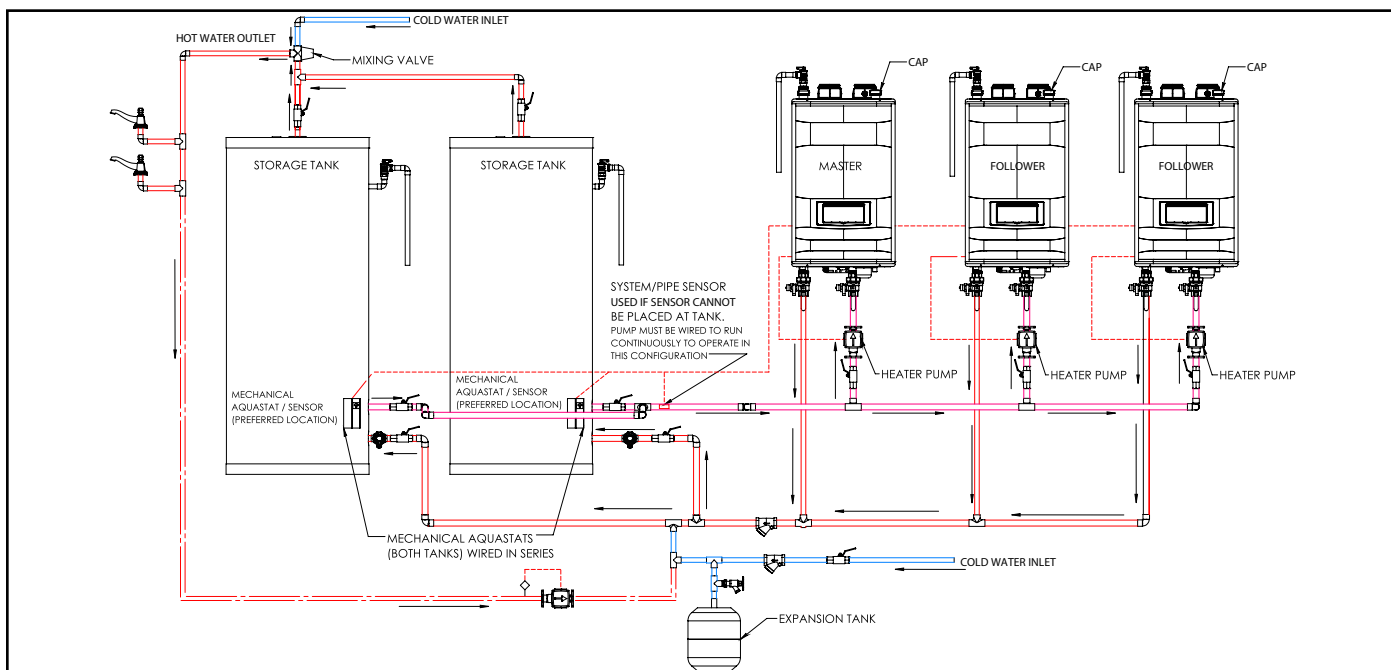 COLD WATER INLET
HOT WATER OUTLET
MIXING VALVE
CAP
CAP
CAP
STORAGE TANK
STORAGE TANK
MASTER
FOLLOWER
FOLLOWER
SYSTEM/PIPE SENSOR
USED IF SENSOR CANNOT
BE PLACED AT TANK.
PUMP MUST BE WIRED TO RUN
CONTINUOUSLY TO OPERATE IN
THIS CONFIGURATION
HEATER PUMP
HEATER PUMP
HEATER PUMP
MECHANICAL
AQUASTAT / SENSOR
(PREFERRED LOCATION)
MECHANICAL
AQUASTAT / SENSOR
(PREFERRED LOCATION)
MECHANICAL AQUASTATS
(BOTH TANKS) WIRED IN SERIES
COLD WATER INLET
EXPANSION TANK